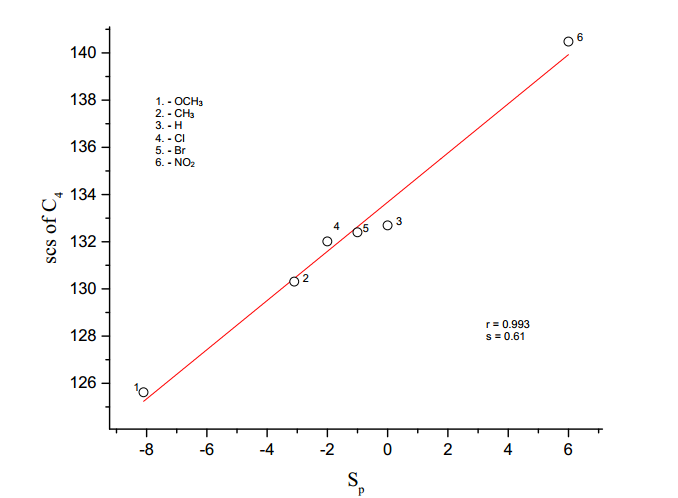 140
138
136
134
132
130
128
126
scs of C4
1. - OCH3
2. - CH3
3. - H
4. - Cl
5. - Br
6. - NO2
6
4
5
3
2
1
r = 0.993
s = 0.61
-8 -6 -4 -2 0 2 4 6
Sp